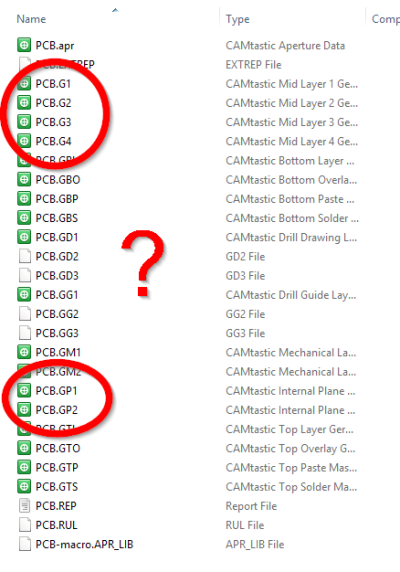 Name Type Comp
PCB.apr CAMtastic Aperture Data
PCB.EXTREP EXTREP File
PCB.G1 CAMtastic Mid Layer 1 Ge...
PCB.G2 CAMtastic Mid Layer 2 Ge...
PCB.G3 CAMtastic Mid Layer 3 Ge...
PCB.G4 CAMtastic Mid Layer 4 Ge...
PCB.GBL CAMtastic Bottom Layer ...
PCB.GBO CAMtastic Bottom Overla...
PCB.GBP CAMtastic Bottom Paste ...
PCB.GBS CAMtastic Bottom Solder ...
PCB.GD1 CAMtastic Drill Drawing L...
PCB.GD2 GD2 File
PCB.GD3 GD3 File
PCB.GG1 CAMtastic Drill Guide Lay...
PCB.GG2 GG2 File
PCB.GG3 GG3 File
PCB.GM1 CAMtastic Mechanical La...
PCB.GM2 CAMtastic Mechanical La...
PCB.GP1 CAMtastic Internal Plane ...
PCB.GP2 CAMtastic Internal Plane ...
PCB.GTL CAMtastic Top Layer Ger...
PCB.GTO CAMtastic Top Overlay G...
PCB.GTP CAMtastic Top Paste Mas...
PCB.GTS CAMtastic Top Solder Ma...
PCB.REP Report File
PCB.RUL RUL File
PCB-macro.APR_LIB APR_LIB File
?